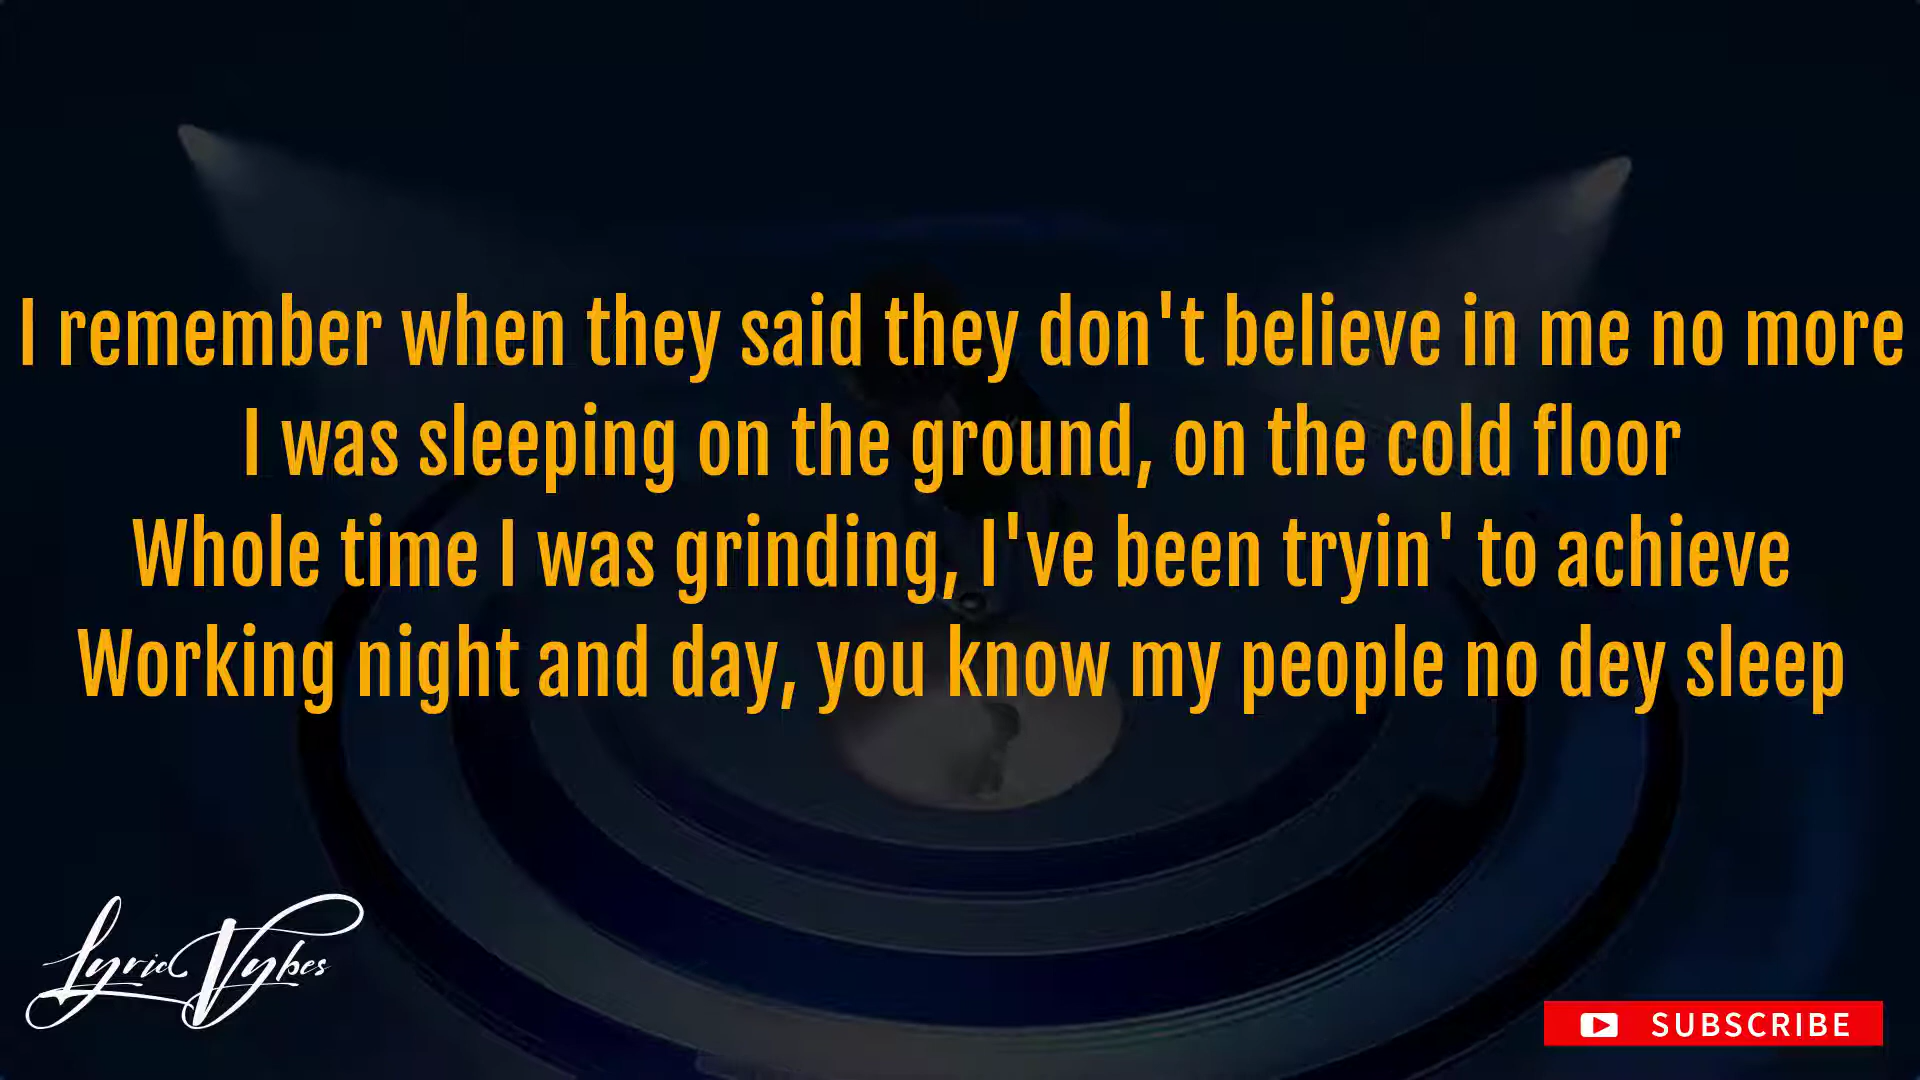 I remember when they said they don't believe in me no more
I was sleeping on the ground, on the cold floor
Whole time I was grinding, I've been tryin' to achieve
Working night and day, you know my people no dey sleep
Lyric Vybes
SUBSCRIBE